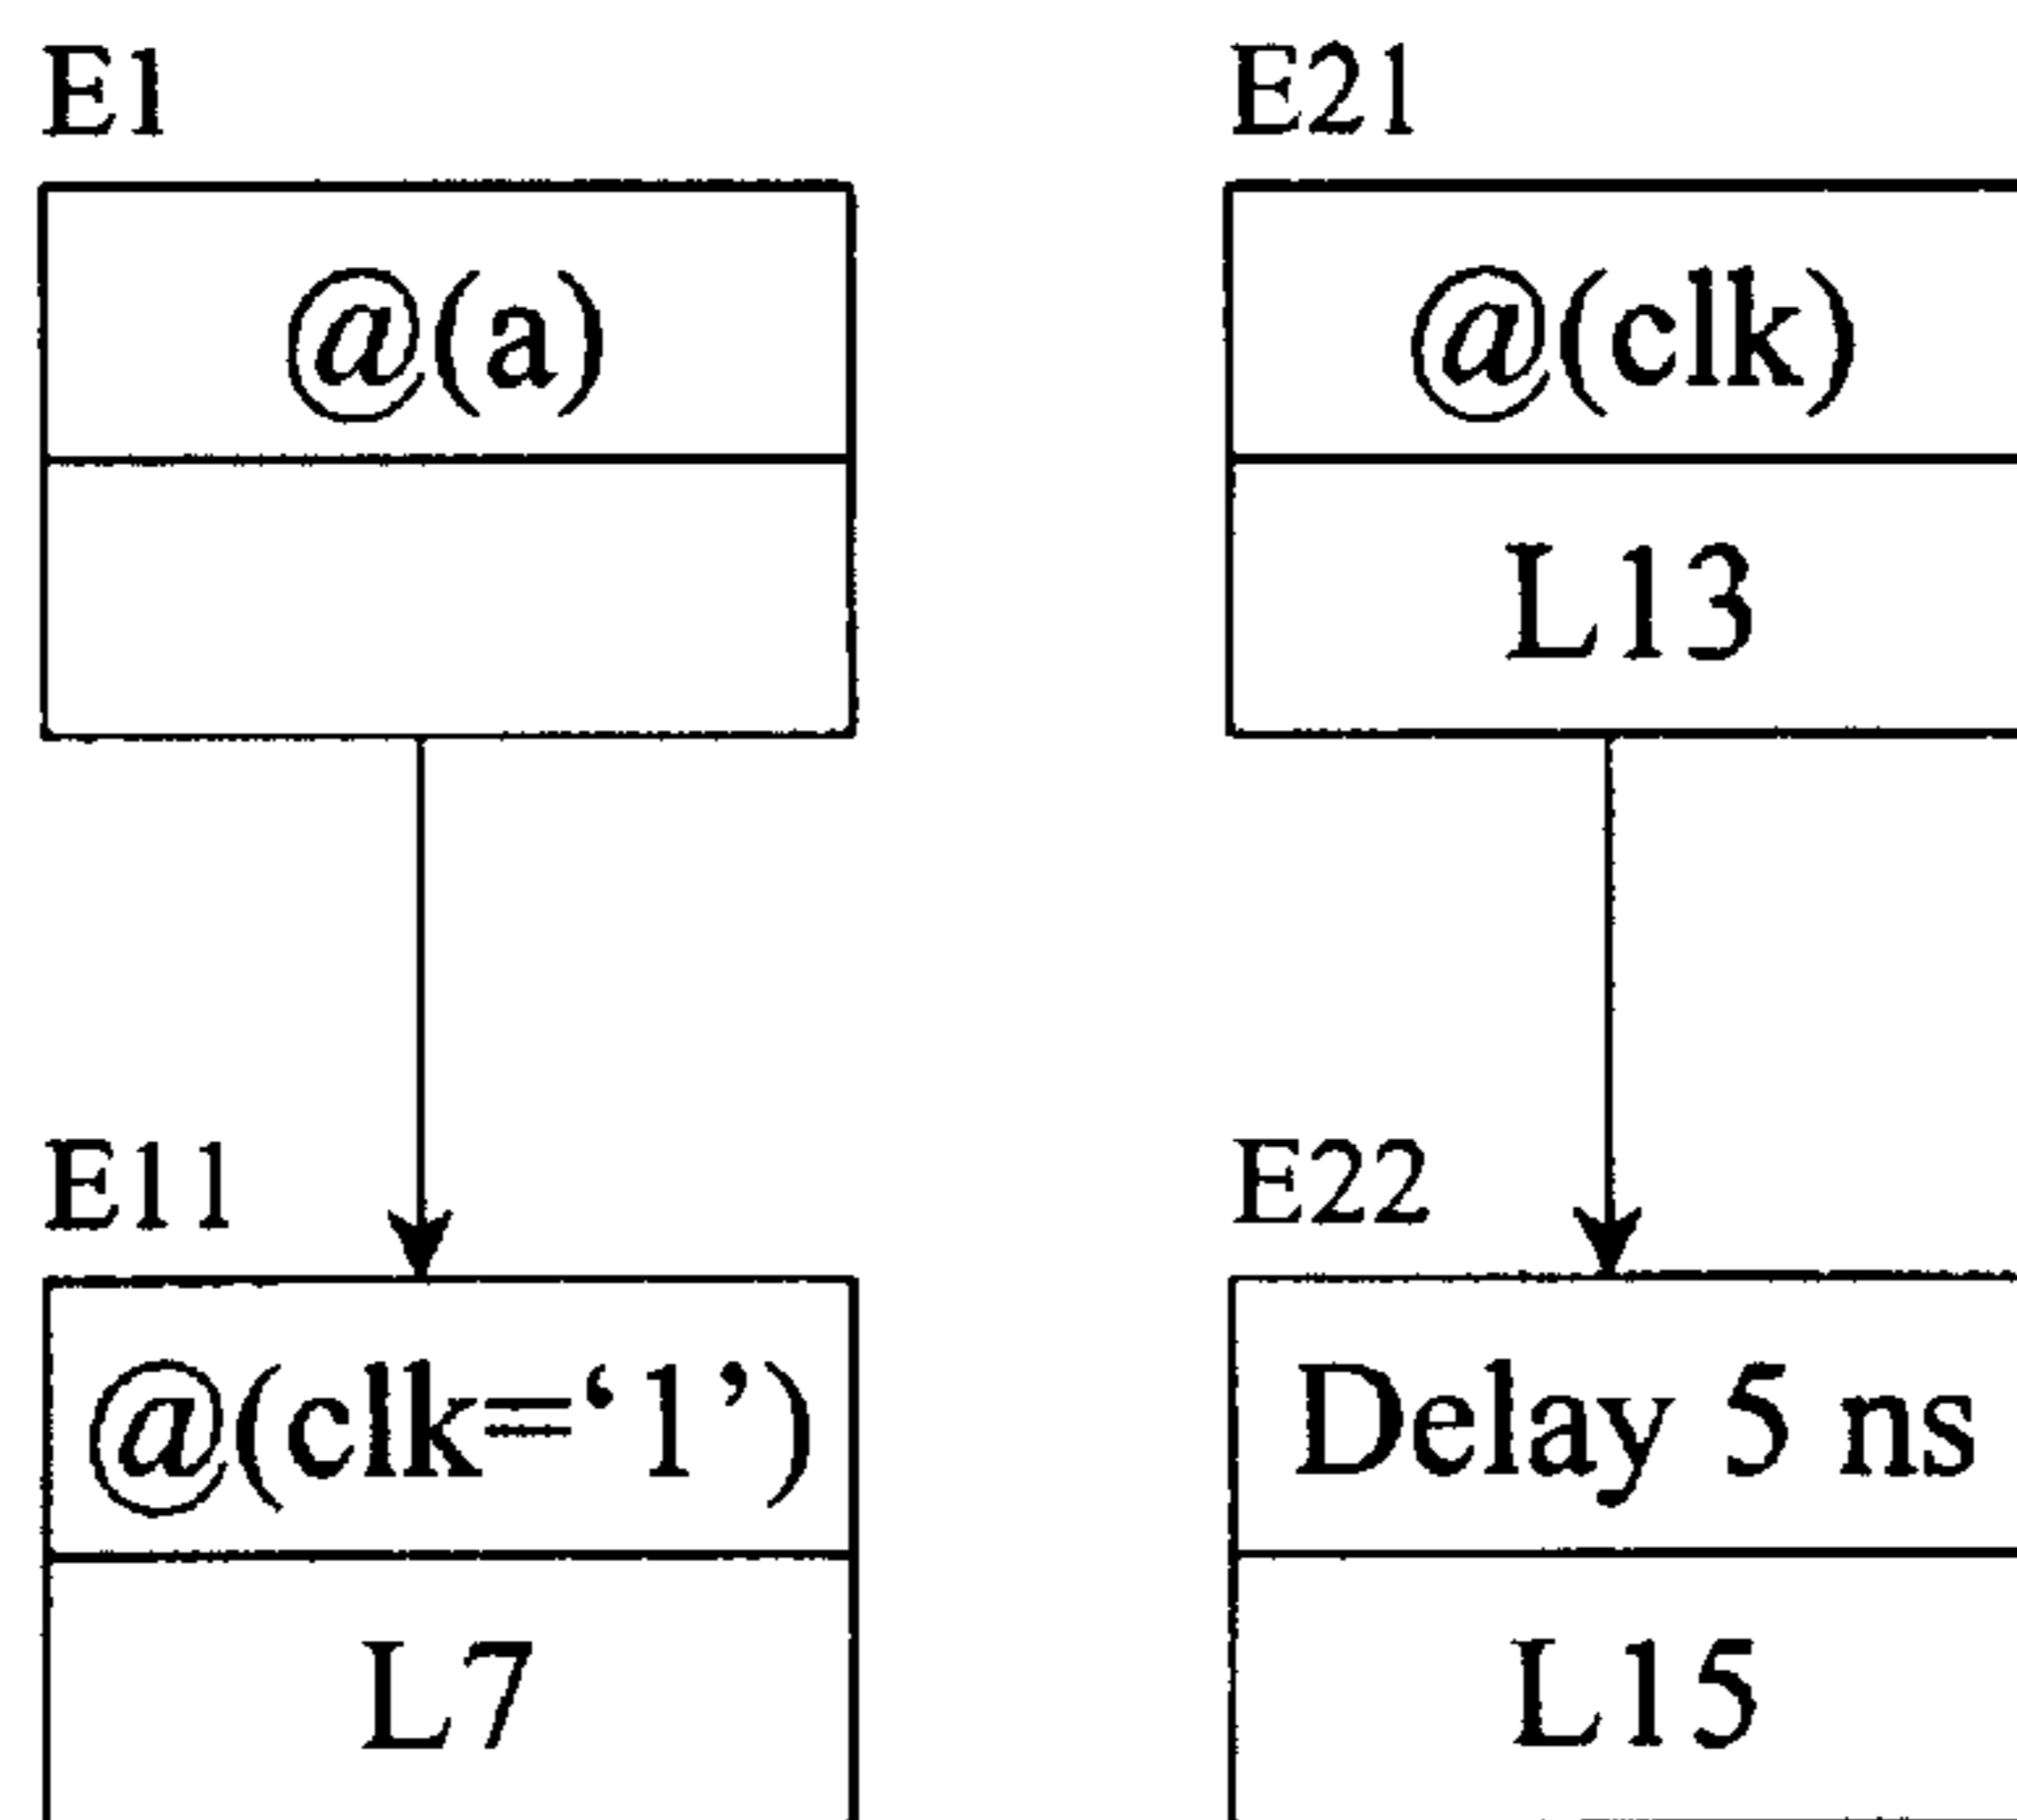 E1
@(a)
E11
@(clk=‘1’)
L7
E21
@(clk)
L13
E22
Delay 5 ns
L15